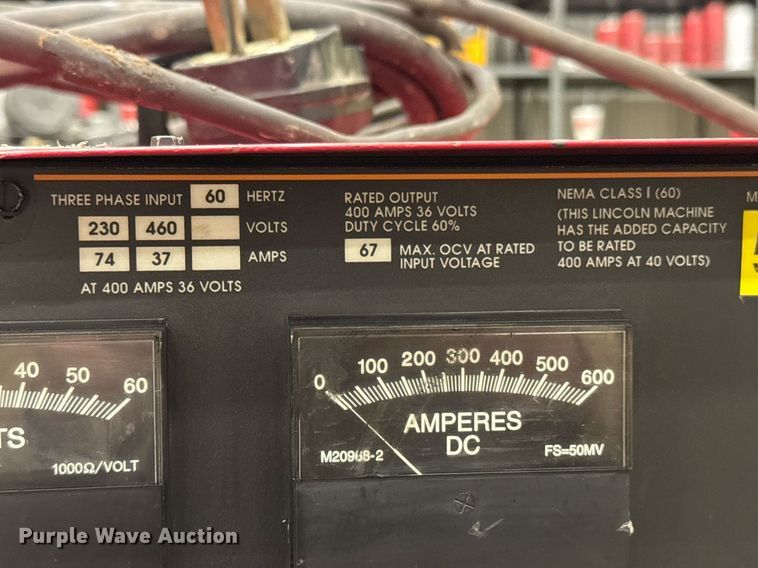 THREE PHASE INPUT 60 HERTZ
230 460 VOLTS
74 37 AMPS
AT 400 AMPS 36 VOLTS
RATED OUTPUT
400 AMPS 36 VOLTS
DUTY CYCLE 60%
67 MAX. OCV AT RATED
INPUT VOLTAGE
NEMA CLASS I (60)
(THIS LINCOLN MACHINE
HAS THE ADDED CAPACITY
TO BE RATED
400 AMPS AT 40 VOLTS)
M
40 50 60
TS
1000Ω/VOLT
0 100 200 300 400 500 600
AMPERES
DC
M20968-2 FS=50MV
Purple Wave Auction